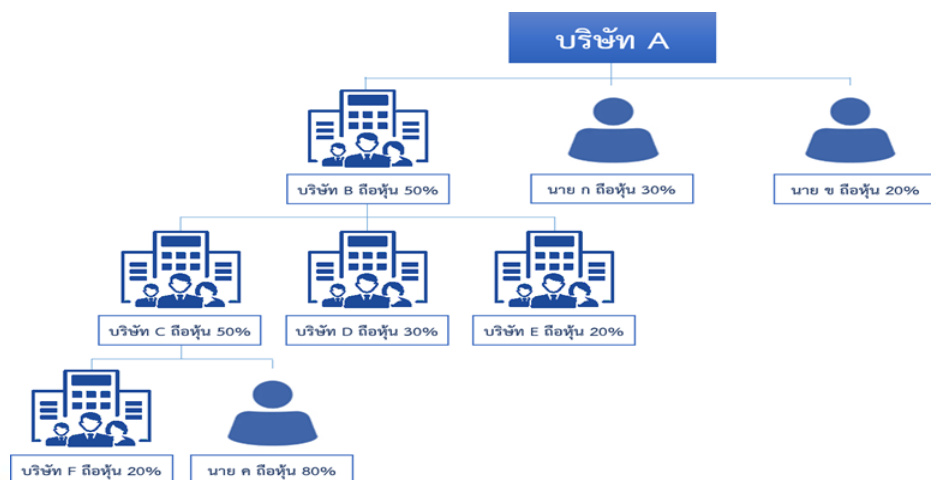 บริษัท A
บริษัท B ถือหุ้น 50%
นาย ก ถือหุ้น 30%
นาย ข ถือหุ้น 20%
บริษัท C ถือหุ้น 50%
บริษัท D ถือหุ้น 30%
บริษัท E ถือหุ้น 20%
บริษัท F ถือหุ้น 20%
นาย ค ถือหุ้น 80%